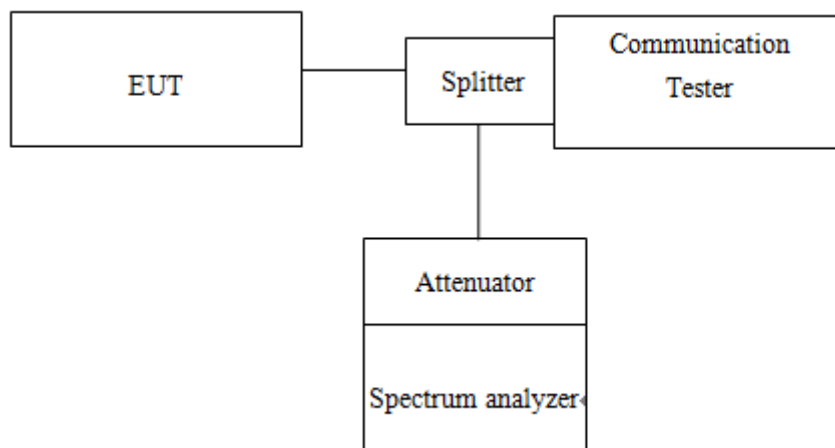 EUT
Splitter
Communication
Tester
Attenuator
Spectrum analyzer